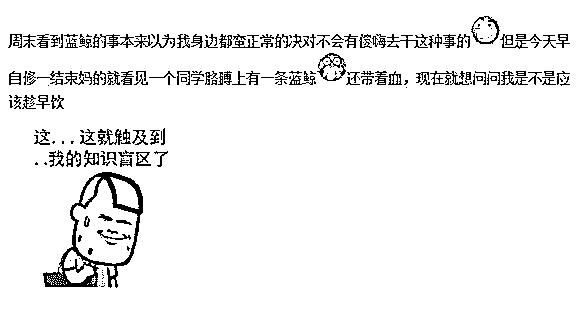 周末看到蓝鲸的事本来以为我身边都蛮正常的决对不会有傻嗨去干这种事的但是今天早
自修一结束妈的就看见一个同学胳膊上有一条蓝鲸还带着血，现在就想问问我是不是应
该趁早饮
这...这就触及到
..我的知识盲区了